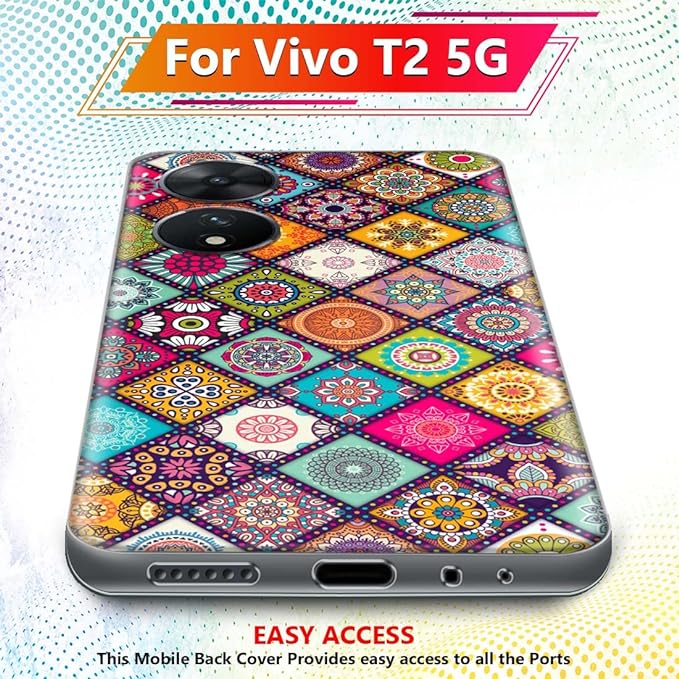 For Vivo T2 5G
EASY ACCESS
This Mobile Back Cover Provides easy access to all the Ports